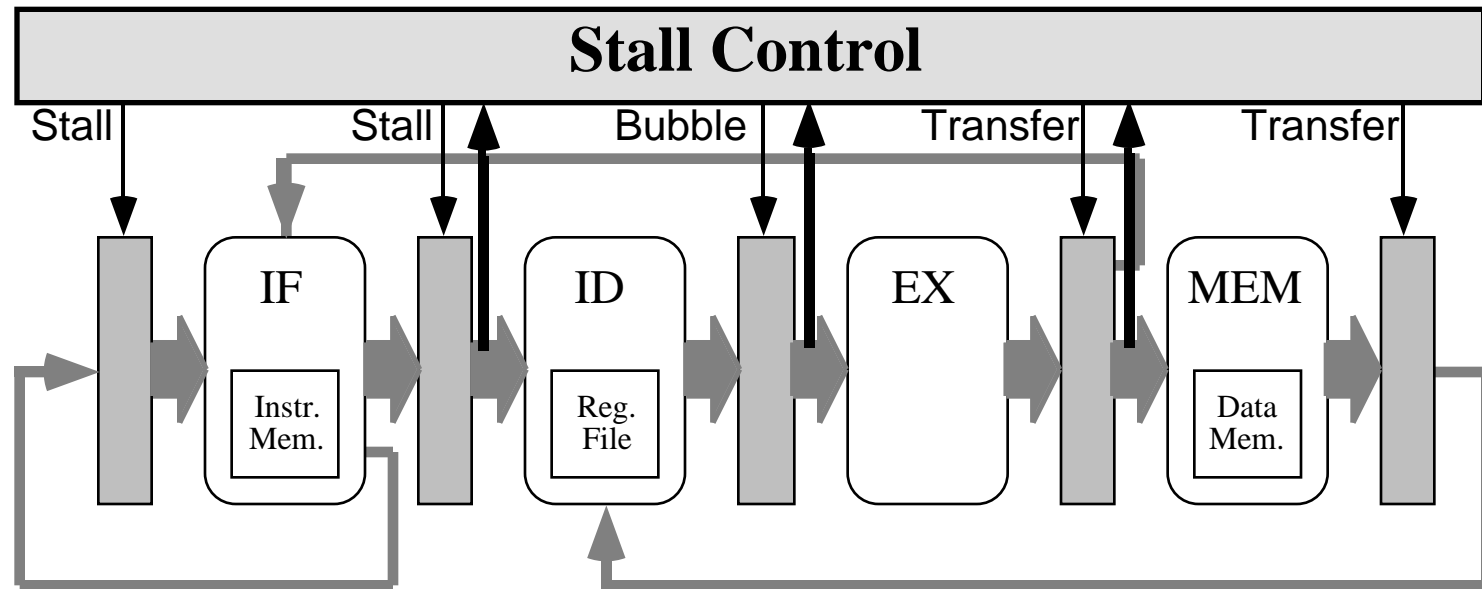 Stall Control
Stall
Stall
Bubble
Transfer
Transfer
IF
ID
EX
MEM
Instr.
Mem.
Reg.
File
Data
Mem.